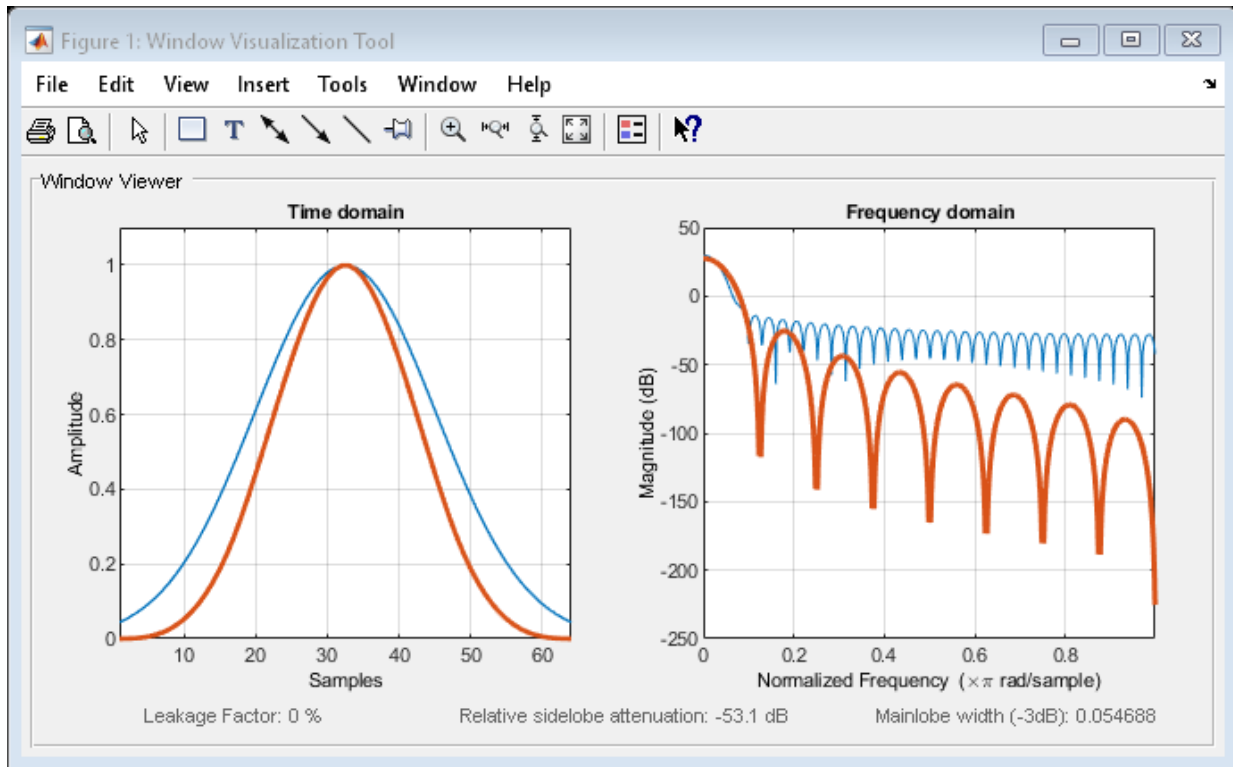 Figure 1: Window Visualization Tool
File Edit View Insert Tools Window Help
T ?
Window Viewer
Time domain
1
0.8
0.6
0.4
0.2
0
Amplitude
10 20 30 40 50 60
Samples
Frequency domain
50
0
-50
-100
-150
-200
-250
Magnitude (dB)
0 0.2 0.4 0.6 0.8
Normalized Frequency (×π rad/sample)
Leakage Factor: 0 % Relative sidelobe attenuation: -53.1 dB Mainlobe width (-3dB): 0.054688